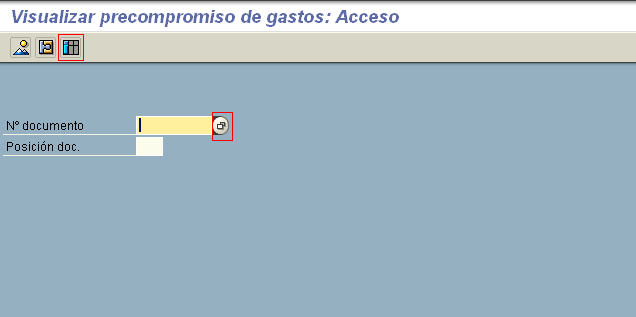 Visualizar precompromiso de gastos: Acceso
Nº documento
Posición doc.